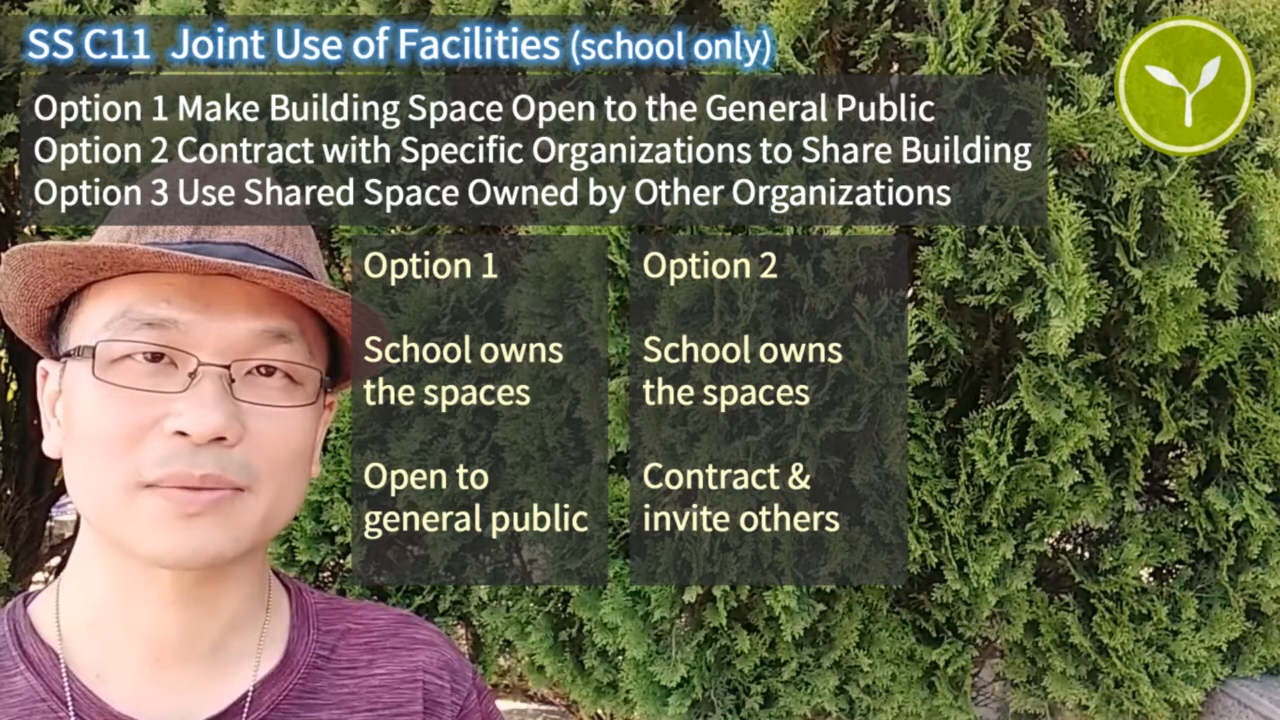 SS C11 Joint Use of Facilities (school only)
Option 1 Make Building Space Open to the General Public
Option 2 Contract with Specific Organizations to Share Building
Option 3 Use Shared Space Owned by Other Organizations
Option 1
School owns
the spaces
Open to
general public
Option 2
School owns
the spaces
Contract &
invite others